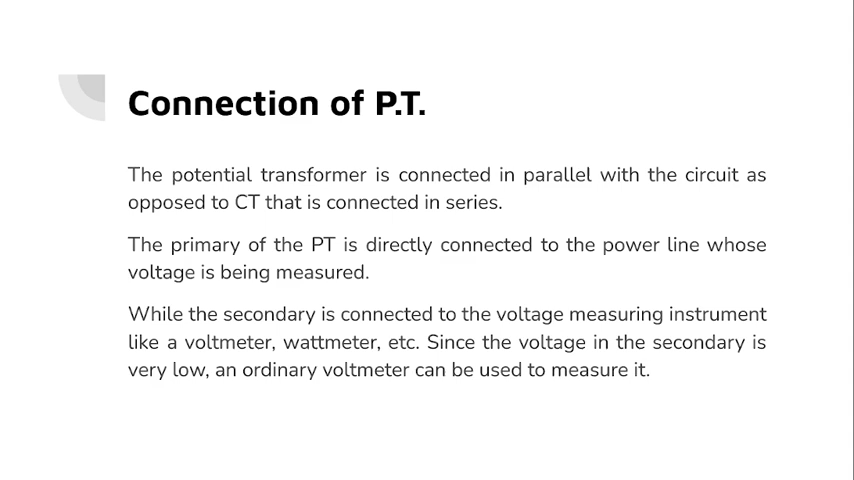 Connection of P.T.
The potential transformer is connected in parallel with the circuit as
opposed to CT that is connected in series.
The primary of the PT is directly connected to the power line whose
voltage is being measured.
While the secondary is connected to the voltage measuring instrument
like a voltmeter, wattmeter, etc. Since the voltage in the secondary is
very low, an ordinary voltmeter can be used to measure it.